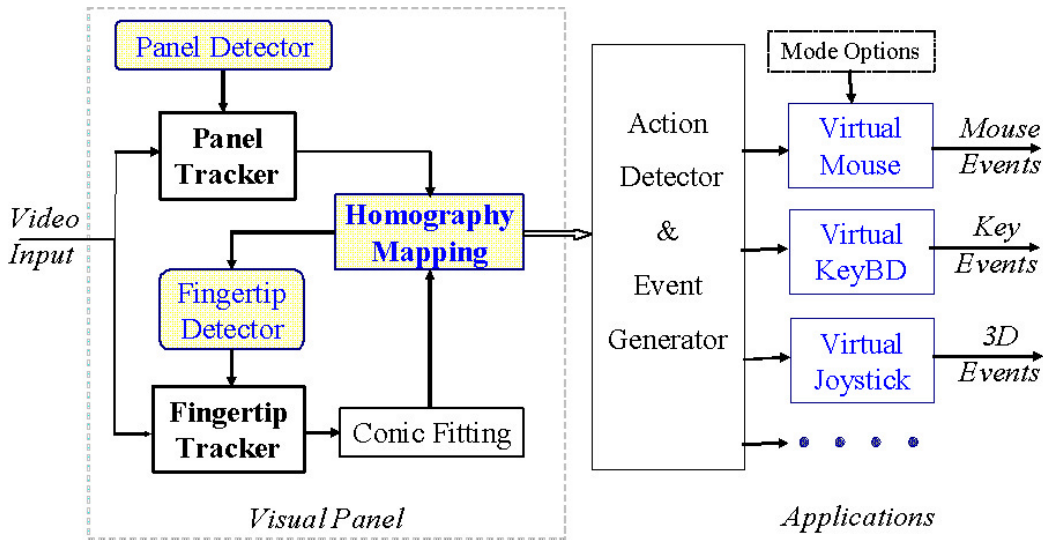 Panel Detector
Panel
Tracker
Video
Input
Homography
Mapping
Fingertip
Detector
Fingertip
Tracker
Conic Fitting
Visual Panel
Action
Detector
&
Event
Generator
Mode Options
Virtual
Mouse
Mouse
Events
Virtual
KeyBD
Key
Events
Virtual
Joystick
3D
Events
Applications